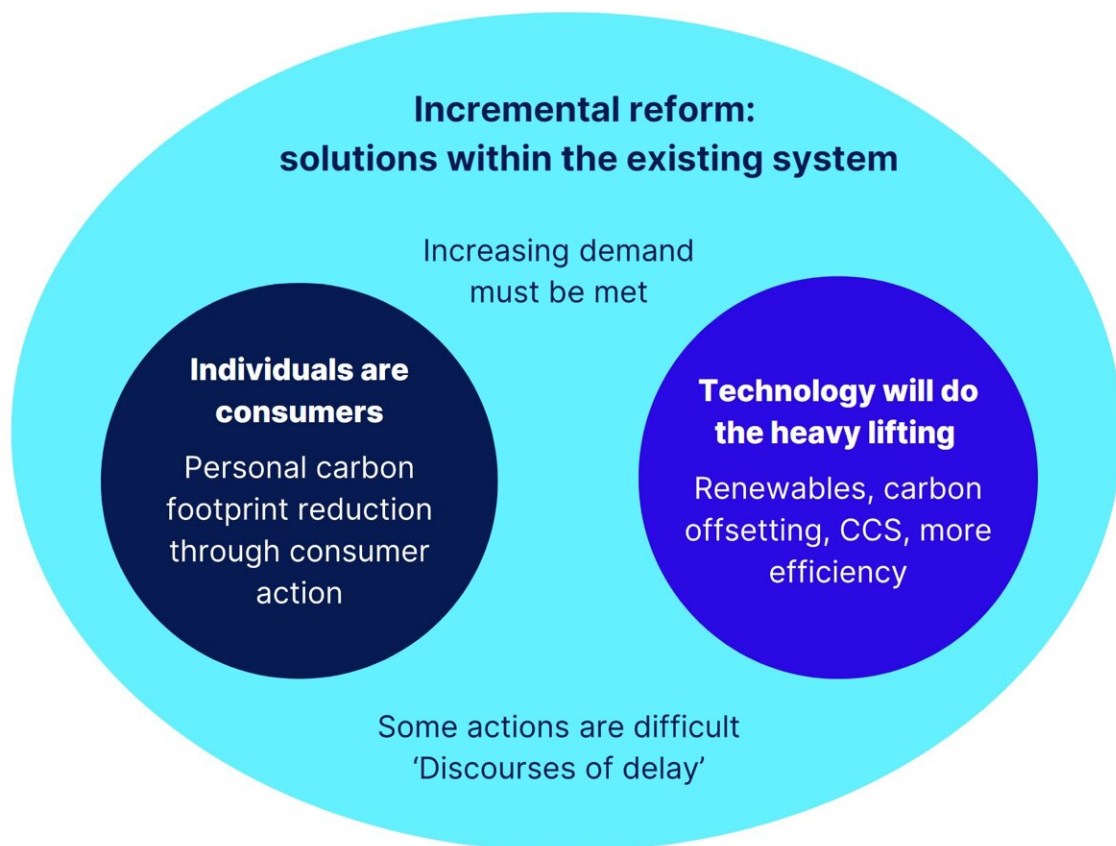 Incremental reform:
solutions within the existing system
Increasing demand
must be met
Individuals are
consumers
Personal carbon
footprint reduction
through consumer
action
Technology will do
the heavy lifting
Renewables, carbon
offsetting, CCS, more
efficiency
Some actions are difficult
‘Discourses of delay’